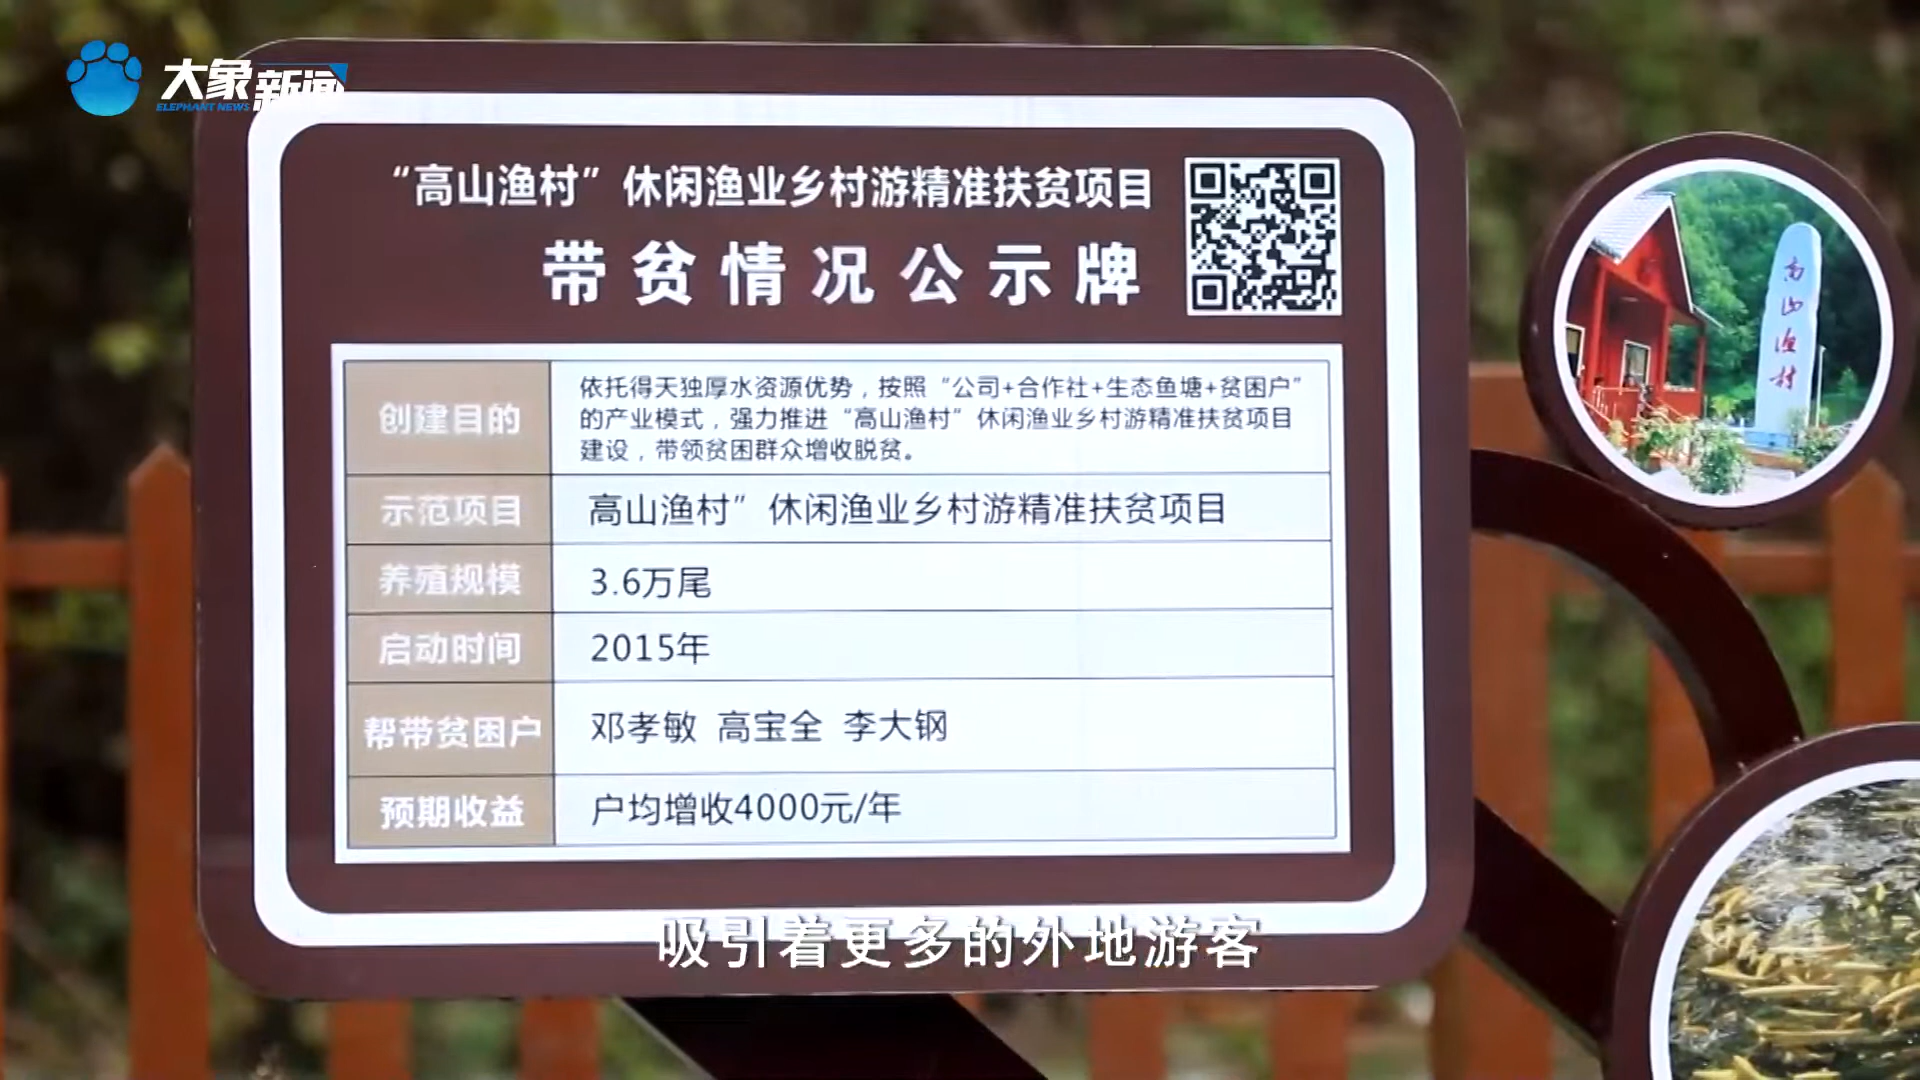 大象新闻
ELEPHANT NEWS
“高山渔村”休闲渔业乡村游精准扶贫项目
带贫情况公示牌
创建目的
依托得天独厚水资源优势，按照“公司+合作社+生态鱼塘+贫困户”
的产业模式，强力推进“高山渔村”休闲渔业乡村游精准扶贫项目
建设，带领贫困群众增收脱贫。
示范项目
高山渔村”休闲渔业乡村游精准扶贫项目
养殖规模
3.6万尾
启动时间
2015年
帮带贫困户
邓孝敏 高宝全 李大钢
预期收益
户均增收4000元/年
高山渔村
吸引着更多的外地游客